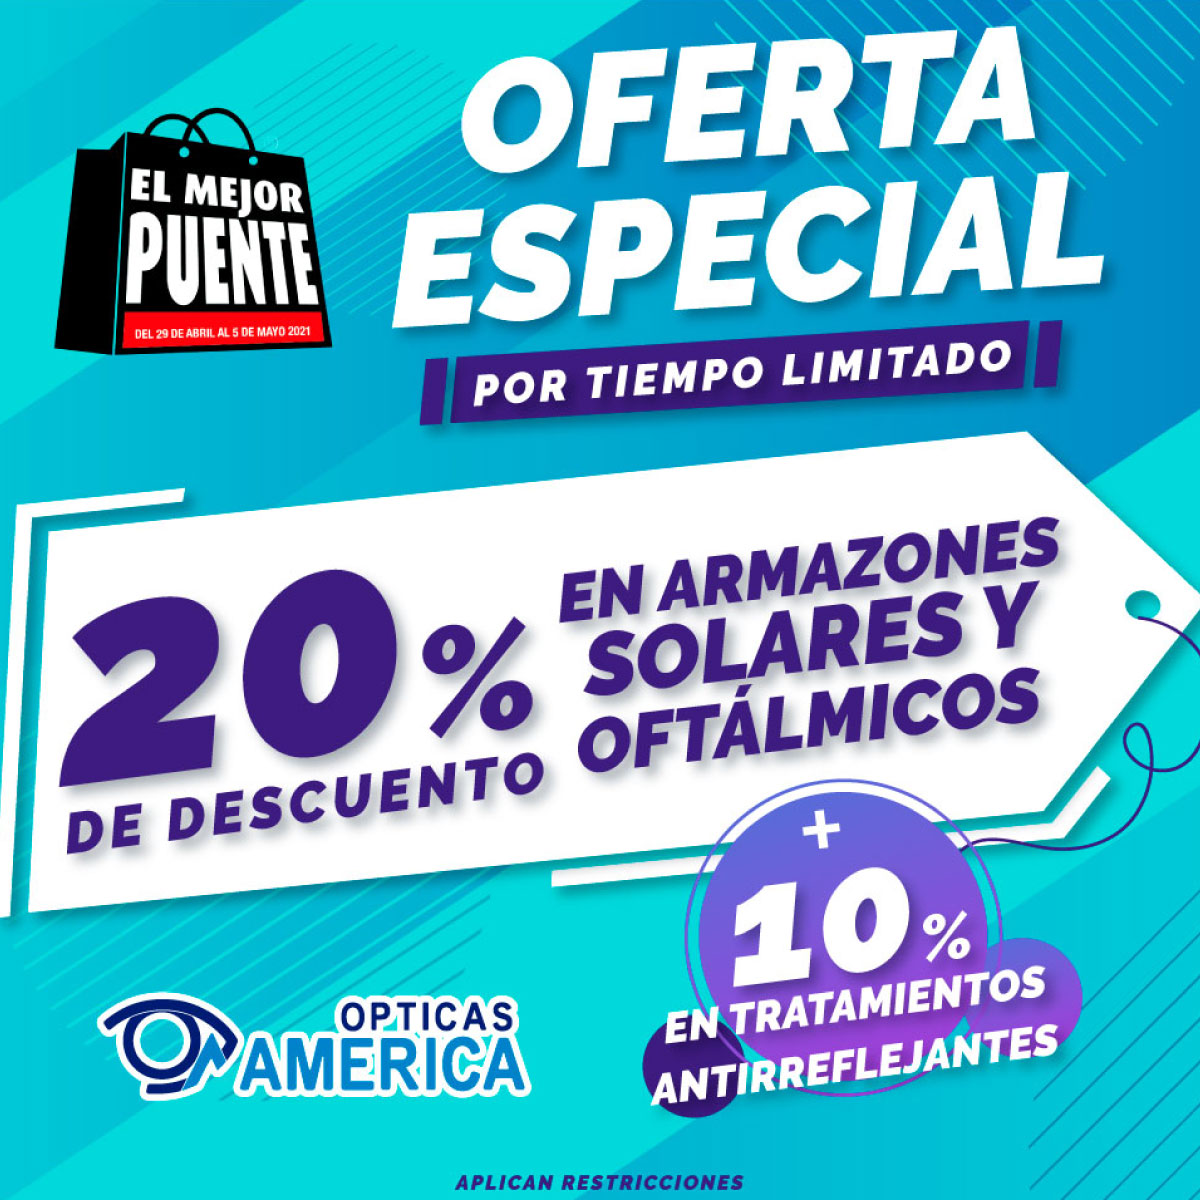 EL MEJOR
PUENTE
DEL 29 DE ABRIL AL 5 DE MAYO 2021
OFERTA
ESPECIAL
POR TIEMPO LIMITADO
20%
DE DESCUENTO
EN ARMAZONES
SOLARES Y
OFTÁLMICOS
+
10%
EN TRATAMIENTOS
ANTIRREFLEJANTES
OPTICAS
AMERICA
APLICAN RESTRICCIONES